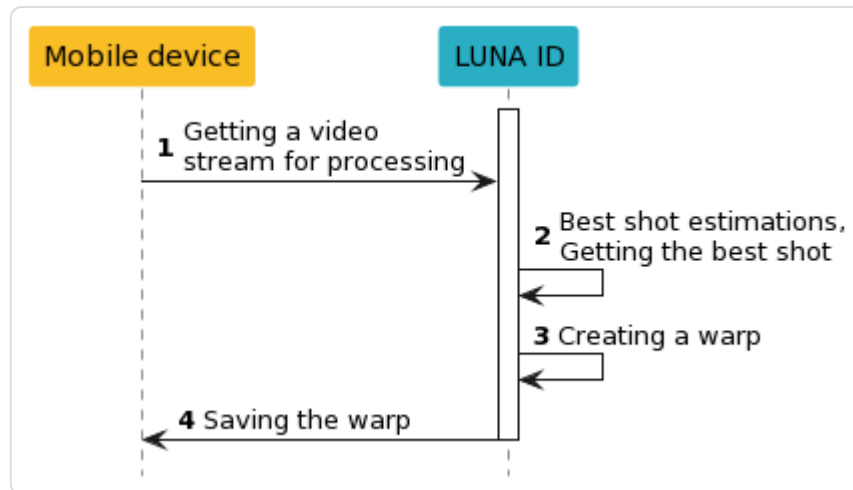 Mobile device
LUNA ID
1 Getting a video
stream for processing
2 Best shot estimations,
Getting the best shot
3 Creating a warp
4 Saving the warp